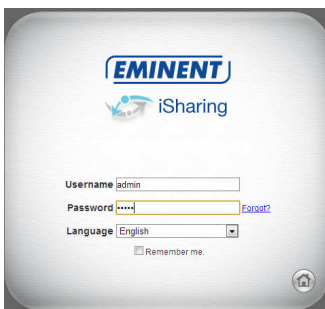 EMINENT
iSharing
Username admin
Password ••••• Forgot?
Language English
Remember me.